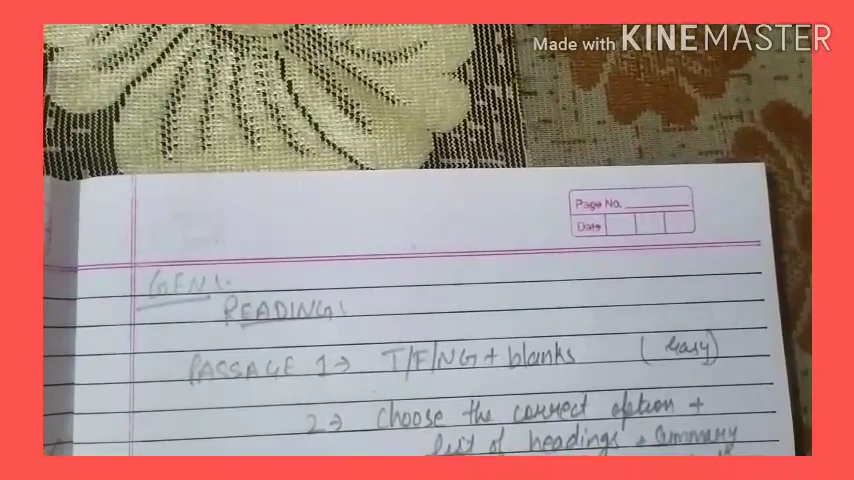 Made with KINEMASTER
Page No.
Date
GEN!.
READING!
PASSAGE 1→ T/F/NG + blanks (easy)
2→ Choose the correct option +
list of headings + summary